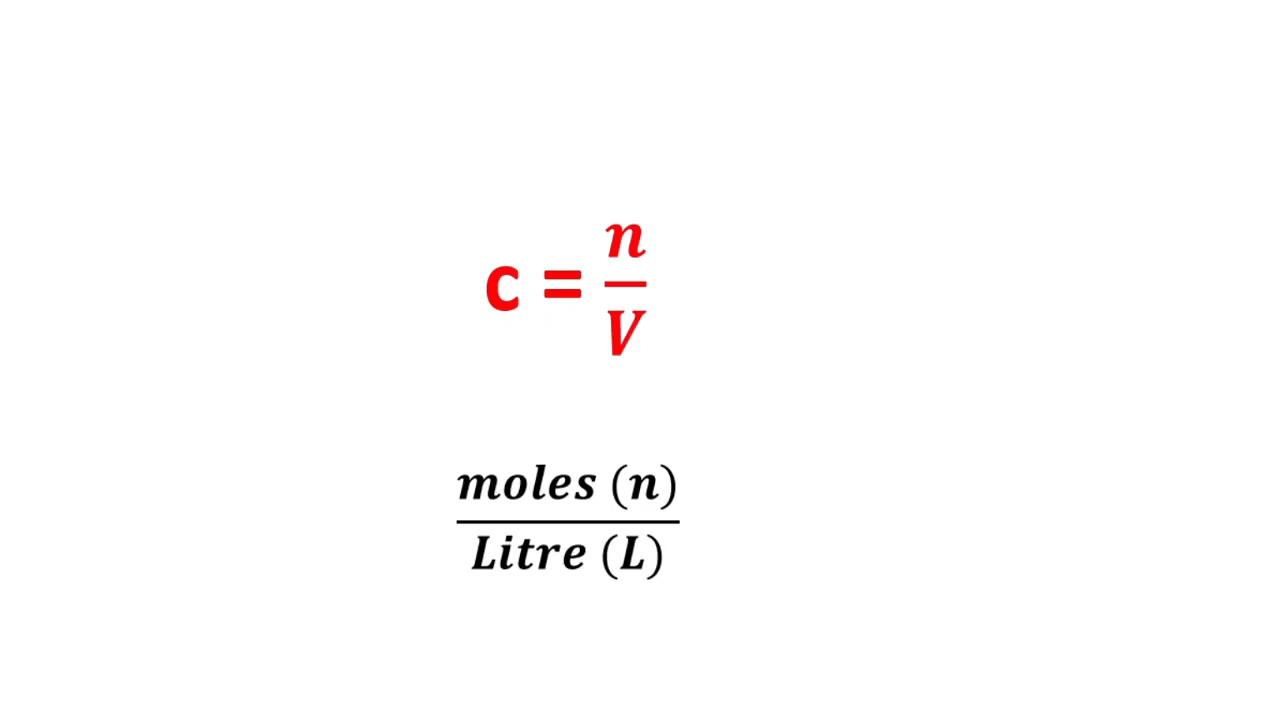 c = n/V
moles (n)
Litre (L)